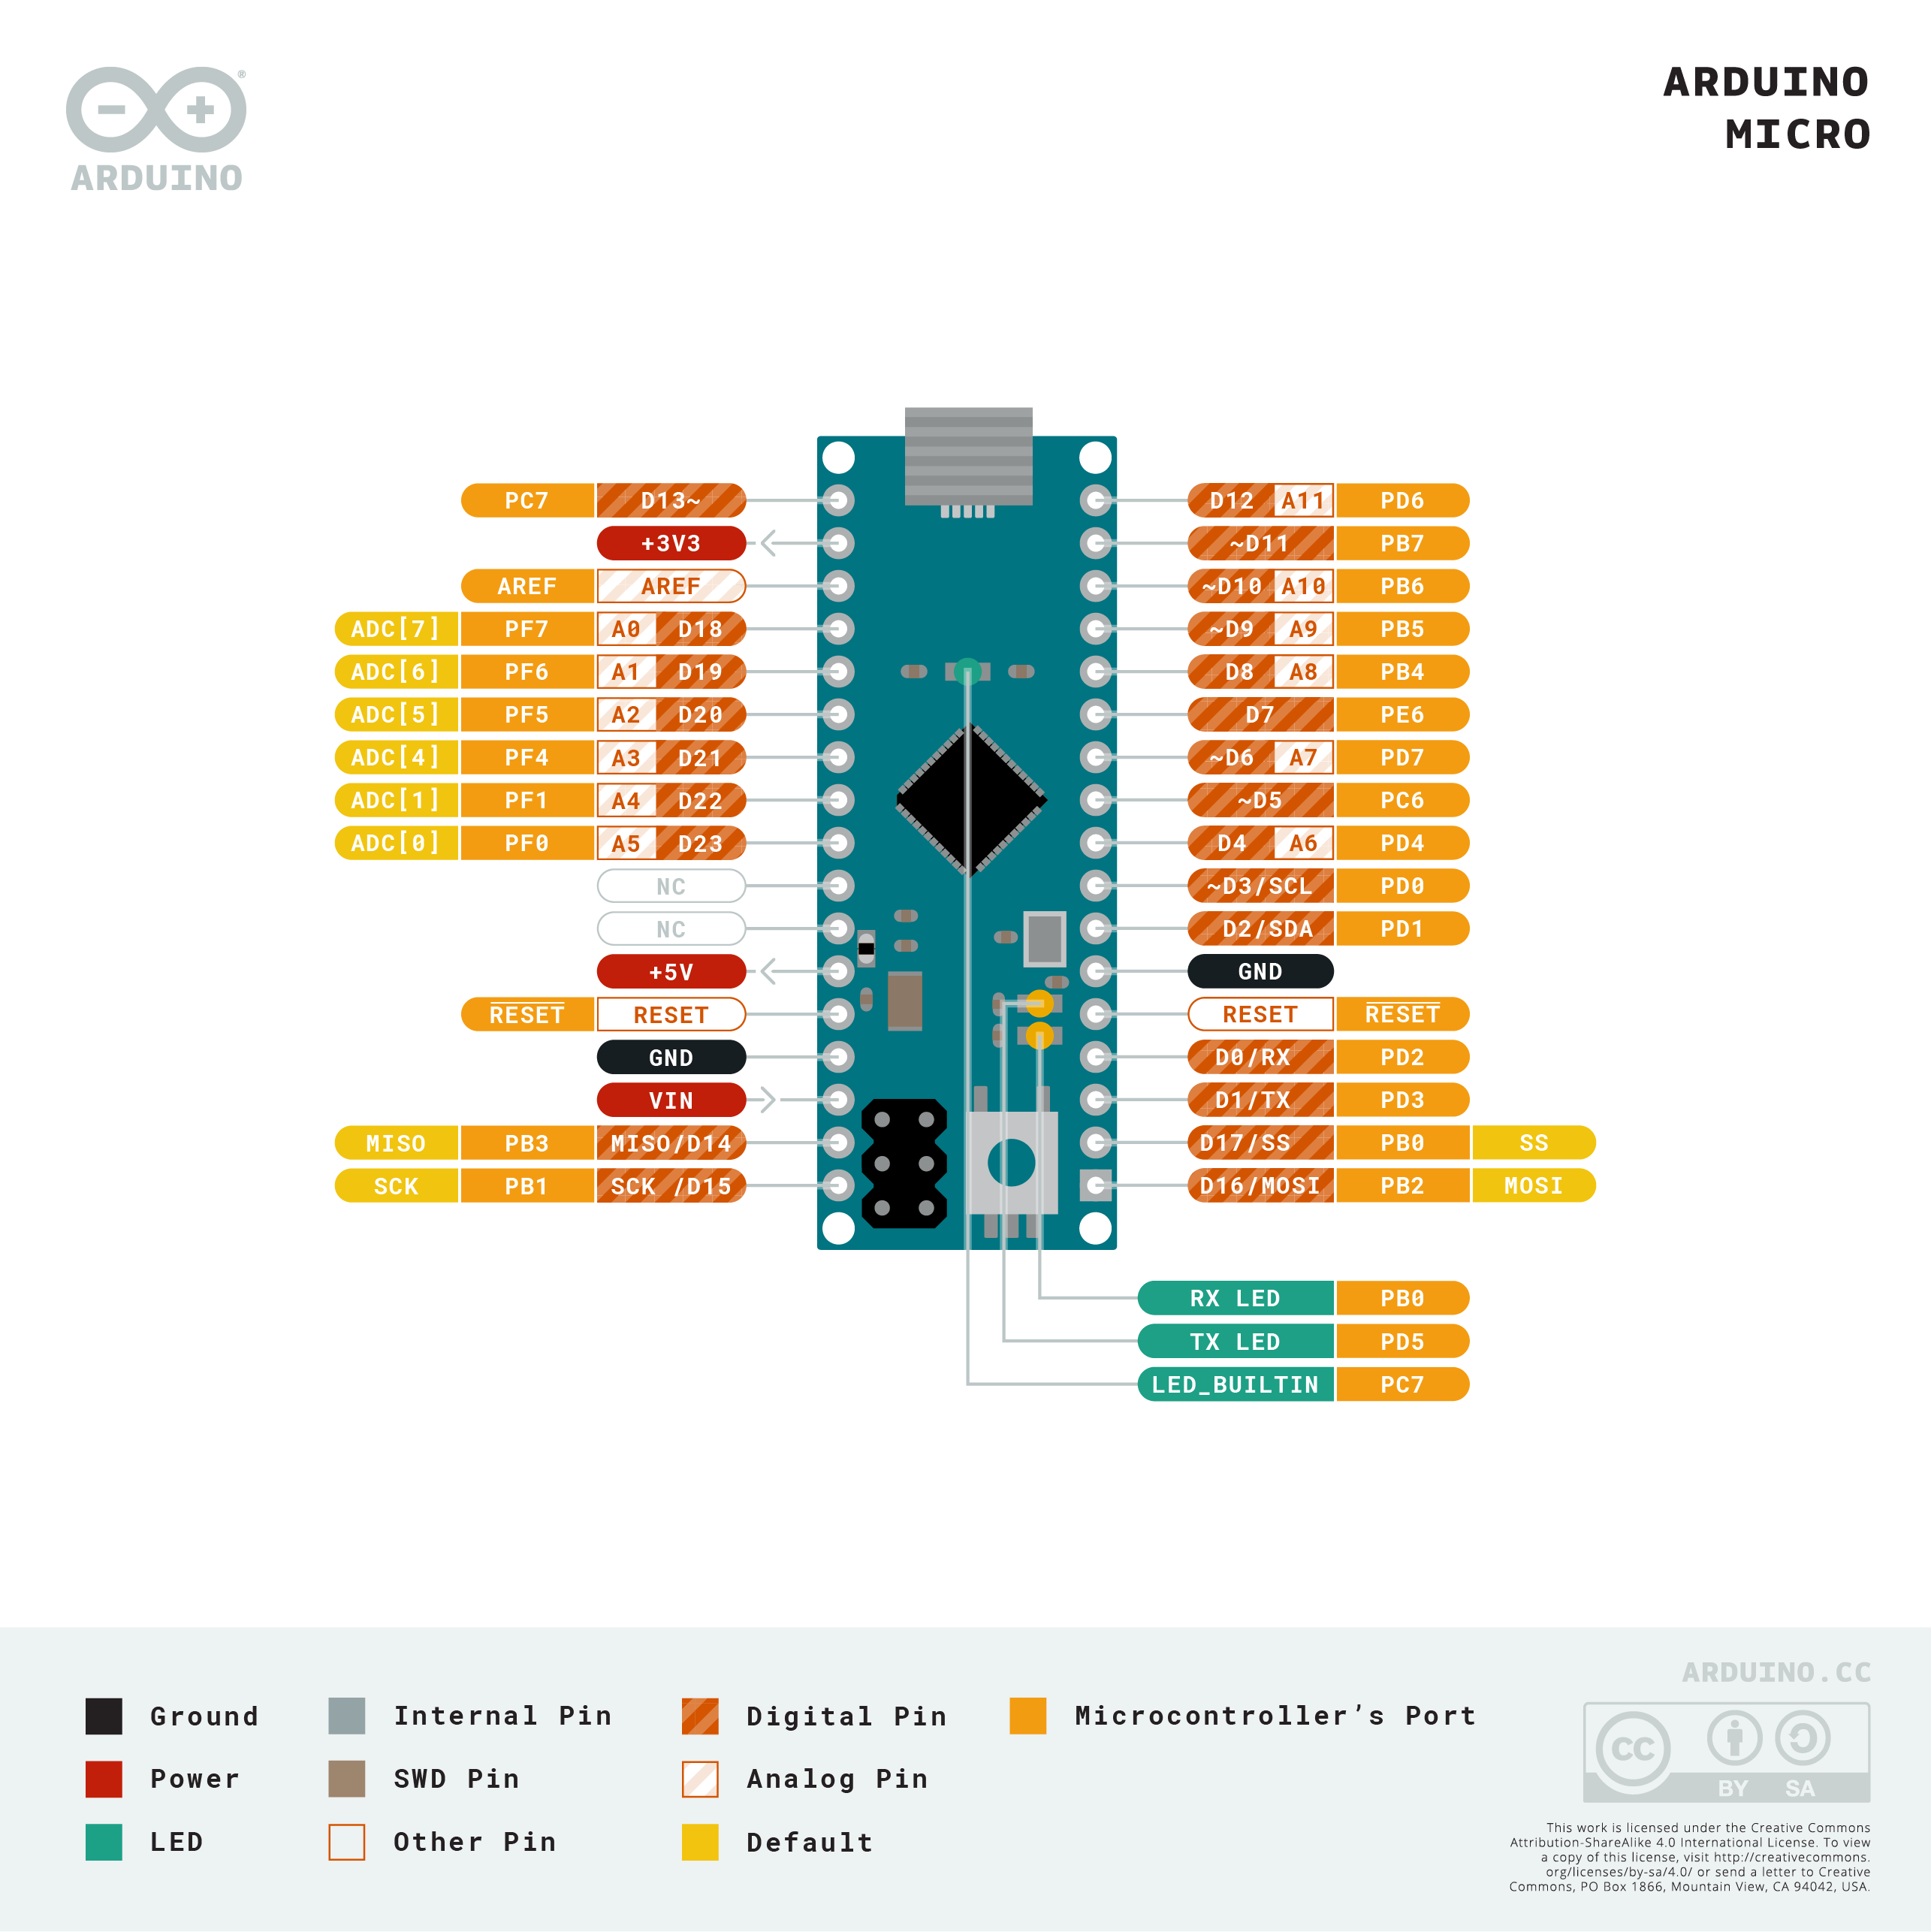 ARDUINO
®
ARDUINO
MICRO
PC7 D13~
+3V3
AREF AREF
ADC[7] PF7 A0 D18
ADC[6] PF6 A1 D19
ADC[5] PF5 A2 D20
ADC[4] PF4 A3 D21
ADC[1] PF1 A4 D22
ADC[0] PF0 A5 D23
NC
NC
+5V
RESET RESET
GND
VIN
MISO PB3 MISO/D14
SCK PB1 SCK /D15
D12 A11 PD6
~D11 PB7
~D10 A10 PB6
~D9 A9 PB5
D8 A8 PB4
D7 PE6
~D6 A7 PD7
~D5 PC6
D4 A6 PD4
~D3/SCL PD0
D2/SDA PD1
GND
RESET RESET
D0/RX PD2
D1/TX PD3
D17/SS PB0 SS
D16/MOSI PB2 MOSI
RX LED PB0
TX LED PD5
LED_BUILTIN PC7
Ground
Power
LED
Internal Pin
SWD Pin
Other Pin
Digital Pin
Analog Pin
Default
Microcontroller’s Port
ARDUINO.CC
CC
BY SA
This work is licensed under the Creative Commons
Attribution-ShareAlike 4.0 International License. To view
a copy of this license, visit http://creativecommons.
org/licenses/by-sa/4.0/ or send a letter to Creative
Commons, PO Box 1866, Mountain View, CA 94042, USA.